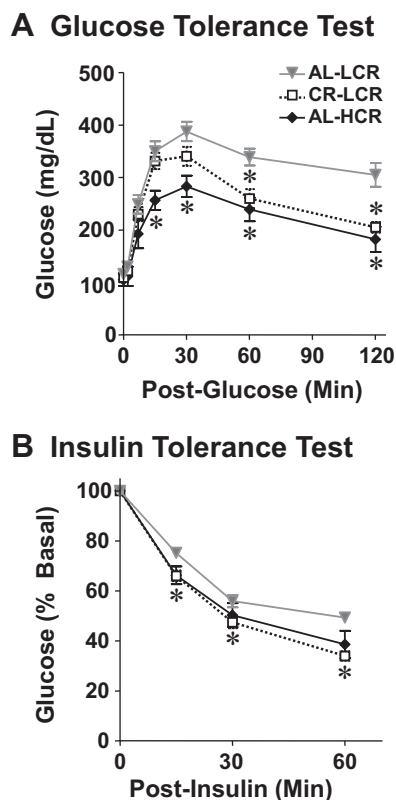 A Glucose Tolerance Test
AL-LCR
CR-LCR
AL-HCR
Glucose (mg/dL)
500
400
300
200
100
0
*
*
*
*
*
*
0 30 60 90 120
Post-Glucose (Min)
B Insulin Tolerance Test
Glucose (% Basal)
100
80
60
40
20
0
*
*
*
0 30 60
Post-Insulin (Min)